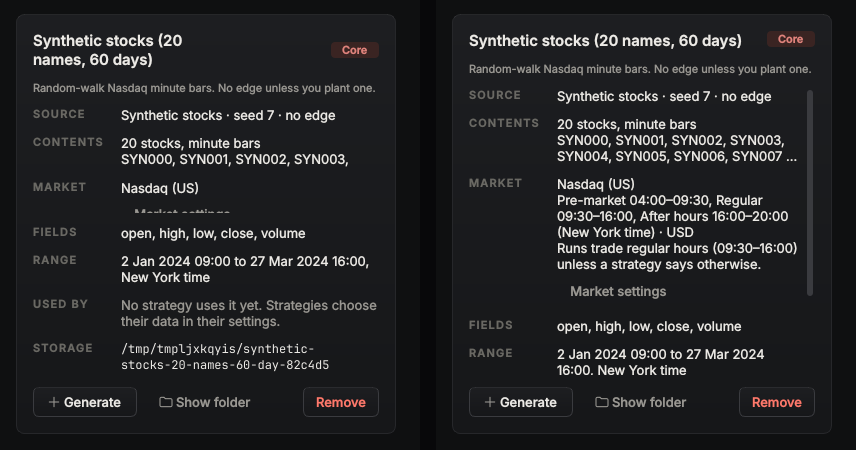 Synthetic stocks (20
names, 60 days)
Core
Random-walk Nasdaq minute bars. No edge unless you plant one.
SOURCE
Synthetic stocks · seed 7 · no edge
CONTENTS
20 stocks, minute bars
SYN000, SYN001, SYN002, SYN003,
MARKET
Nasdaq (US)
Market settings
FIELDS
open, high, low, close, volume
RANGE
2 Jan 2024 09:00 to 27 Mar 2024 16:00,
New York time
USED BY
No strategy uses it yet. Strategies choose
their data in their settings.
STORAGE
/tmp/tmpljxkqyis/synthetic-
stocks-20-names-60-day-82c4d5
+ Generate
Show folder
Remove
Synthetic stocks (20 names, 60 days)
Core
Random-walk Nasdaq minute bars. No edge unless you plant one.
SOURCE
Synthetic stocks · seed 7 · no edge
CONTENTS
20 stocks, minute bars
SYN000, SYN001, SYN002, SYN003,
SYN004, SYN005, SYN006, SYN007 ...
MARKET
Nasdaq (US)
Pre-market 04:00–09:30, Regular
09:30–16:00, After hours 16:00–20:00
(New York time) · USD
Runs trade regular hours (09:30–16:00)
unless a strategy says otherwise.
Market settings
FIELDS
open, high, low, close, volume
RANGE
2 Jan 2024 09:00 to 27 Mar 2024
16:00, New York time
+ Generate
Show folder
Remove